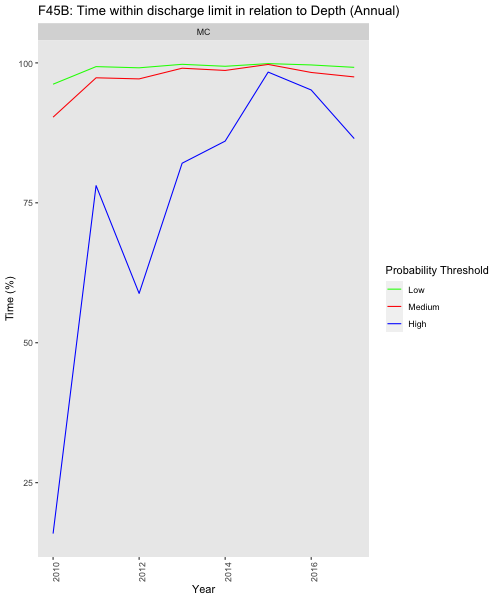 F45B: Time within discharge limit in relation to Depth (Annual)
MC
100
75
50
25
Time (%)
2010
2012
2014
2016
Year
Probability Threshold
Low
Medium
High